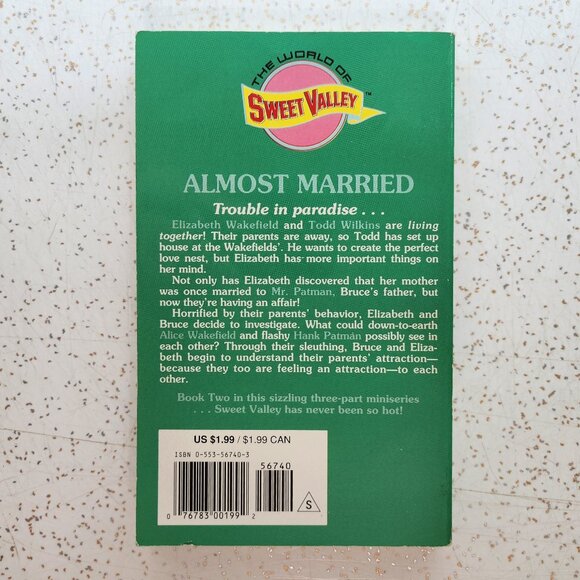 THE WORLD OF
SWEET VALLEY™
ALMOST MARRIED
Trouble in paradise . . .
Elizabeth Wakefield and Todd Wilkins are living
together! Their parents are away, so Todd has set up
house at the Wakefields'. He wants to create the perfect
love nest, but Elizabeth has more important things on
her mind.
Not only has Elizabeth discovered that her mother
was once married to Mr. Patman, Bruce's father, but
now they're having an affair!
Horrified by their parents' behavior, Elizabeth and
Bruce decide to investigate. What could down-to-earth
Alice Wakefield and flashy Hank Patman possibly see in
each other? Through their sleuthing, Bruce and Eliza-
beth begin to understand their parents' attraction—
because they too are feeling an attraction—to each
other.
Book Two in this sizzling three-part miniseries
. . . Sweet Valley has never been so hot!
US $1.99 / $1.99 CAN
ISBN 0-553-56740-3
56740
S
0 76783 00199 2